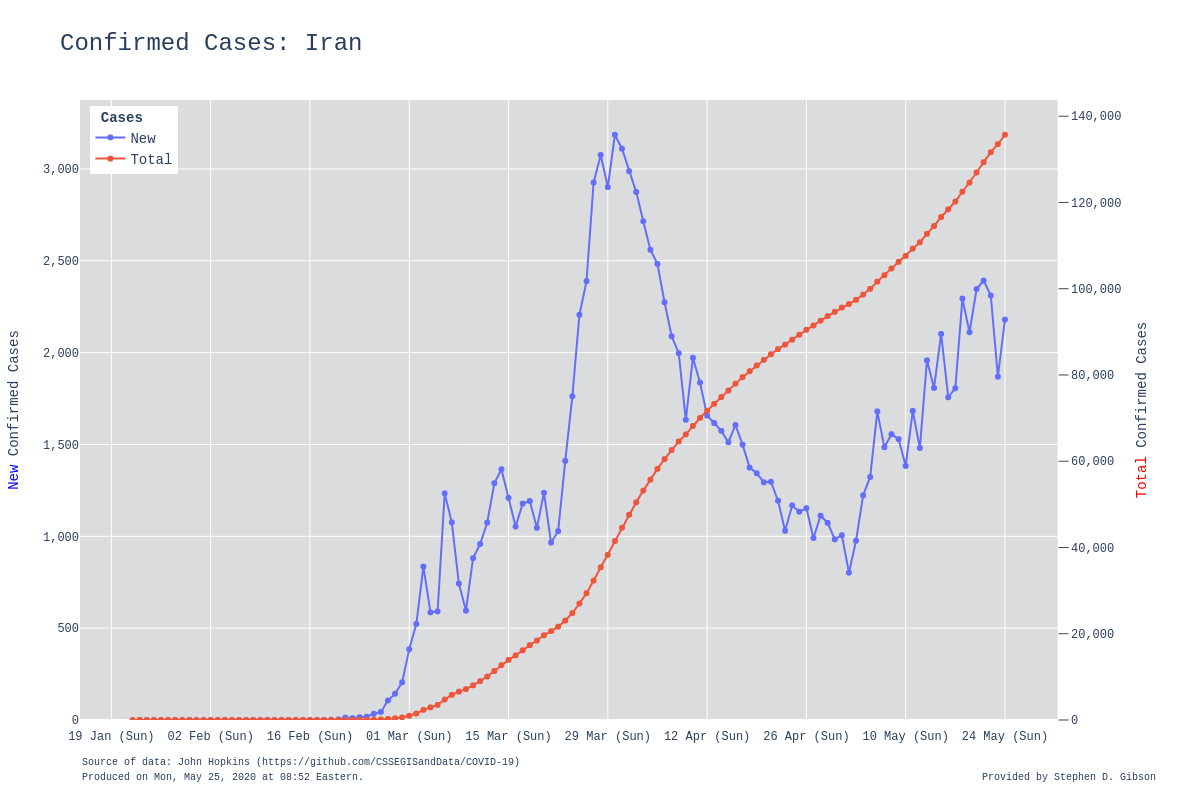 Confirmed Cases: Iran
Cases
New
Total
3,000
2,500
2,000
1,500
1,000
500
0
New Confirmed Cases
140,000
120,000
100,000
80,000
60,000
40,000
20,000
0
Total Confirmed Cases
19 Jan (Sun) 02 Feb (Sun) 16 Feb (Sun) 01 Mar (Sun) 15 Mar (Sun) 29 Mar (Sun) 12 Apr (Sun) 26 Apr (Sun) 10 May (Sun) 24 May (Sun)
Source of data: John Hopkins (https://github.com/CSSEGISandData/COVID-19)
Produced on Mon, May 25, 2020 at 08:52 Eastern.
Provided by Stephen D. Gibson